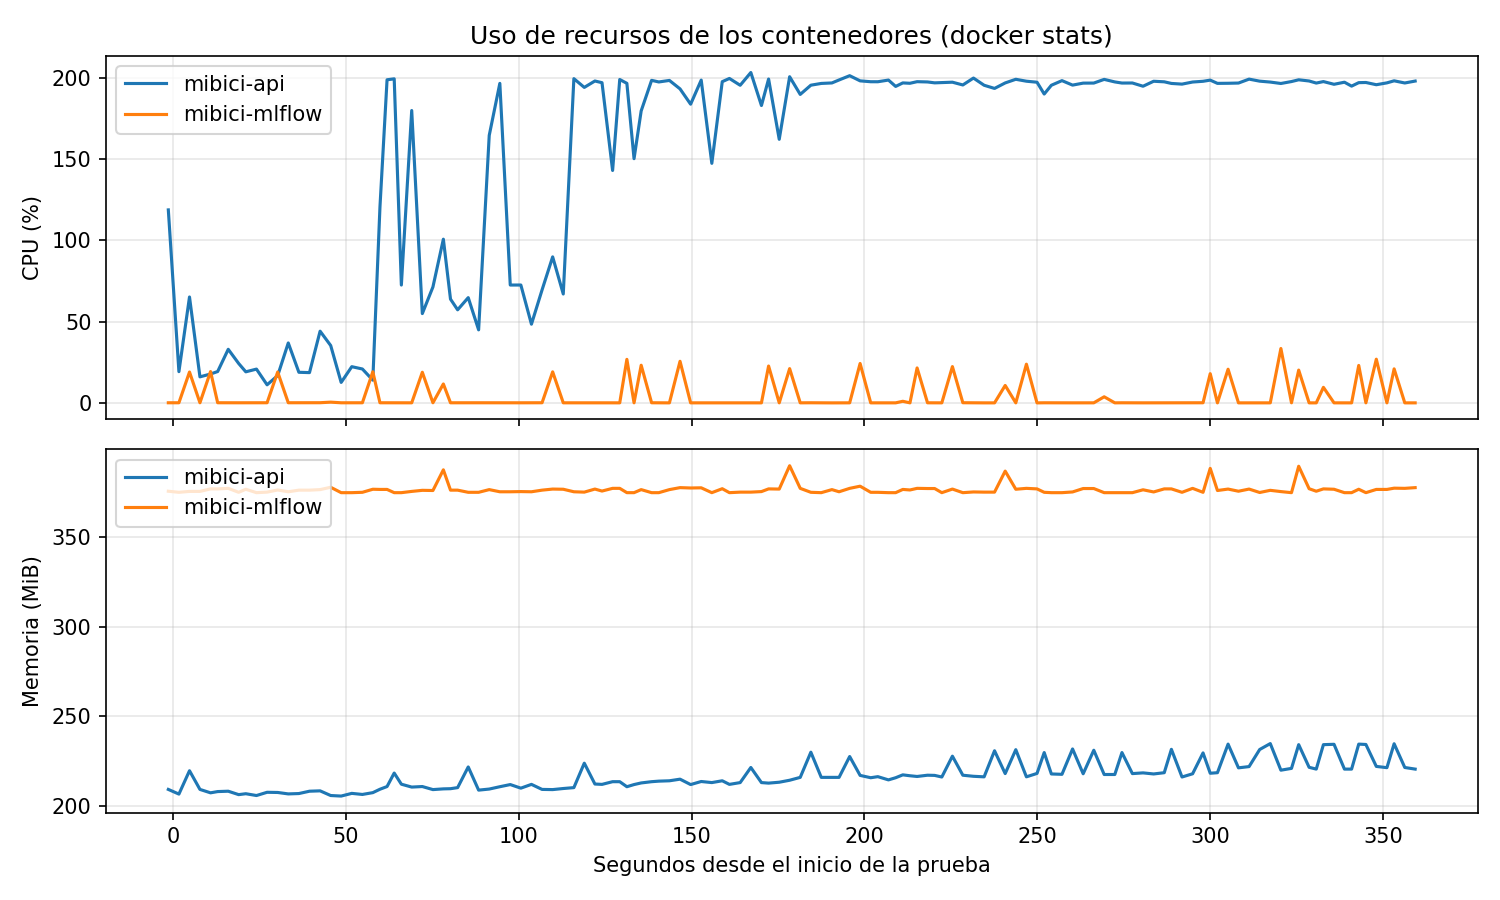 Uso de recursos de los contenedores (docker stats)
mibici-api
mibici-mlflow
200
150
100
50
0
CPU (%)
mibici-api
mibici-mlflow
350
300
250
200
Memoria (MiB)
0 50 100 150 200 250 300 350
Segundos desde el inicio de la prueba